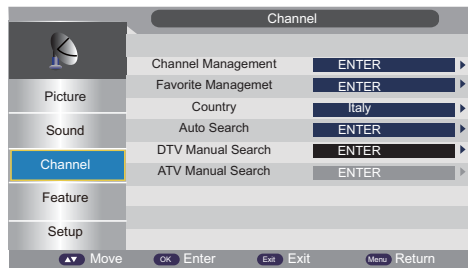 Channel
Channel Management ENTER
Favorite Managemet ENTER
Country Italy
Auto Search ENTER
DTV Manual Search ENTER
ATV Manual Search ENTER
Picture
Sound
Channel
Feature
Setup
▲▼ Move OK Enter Exit Exit Menu Return